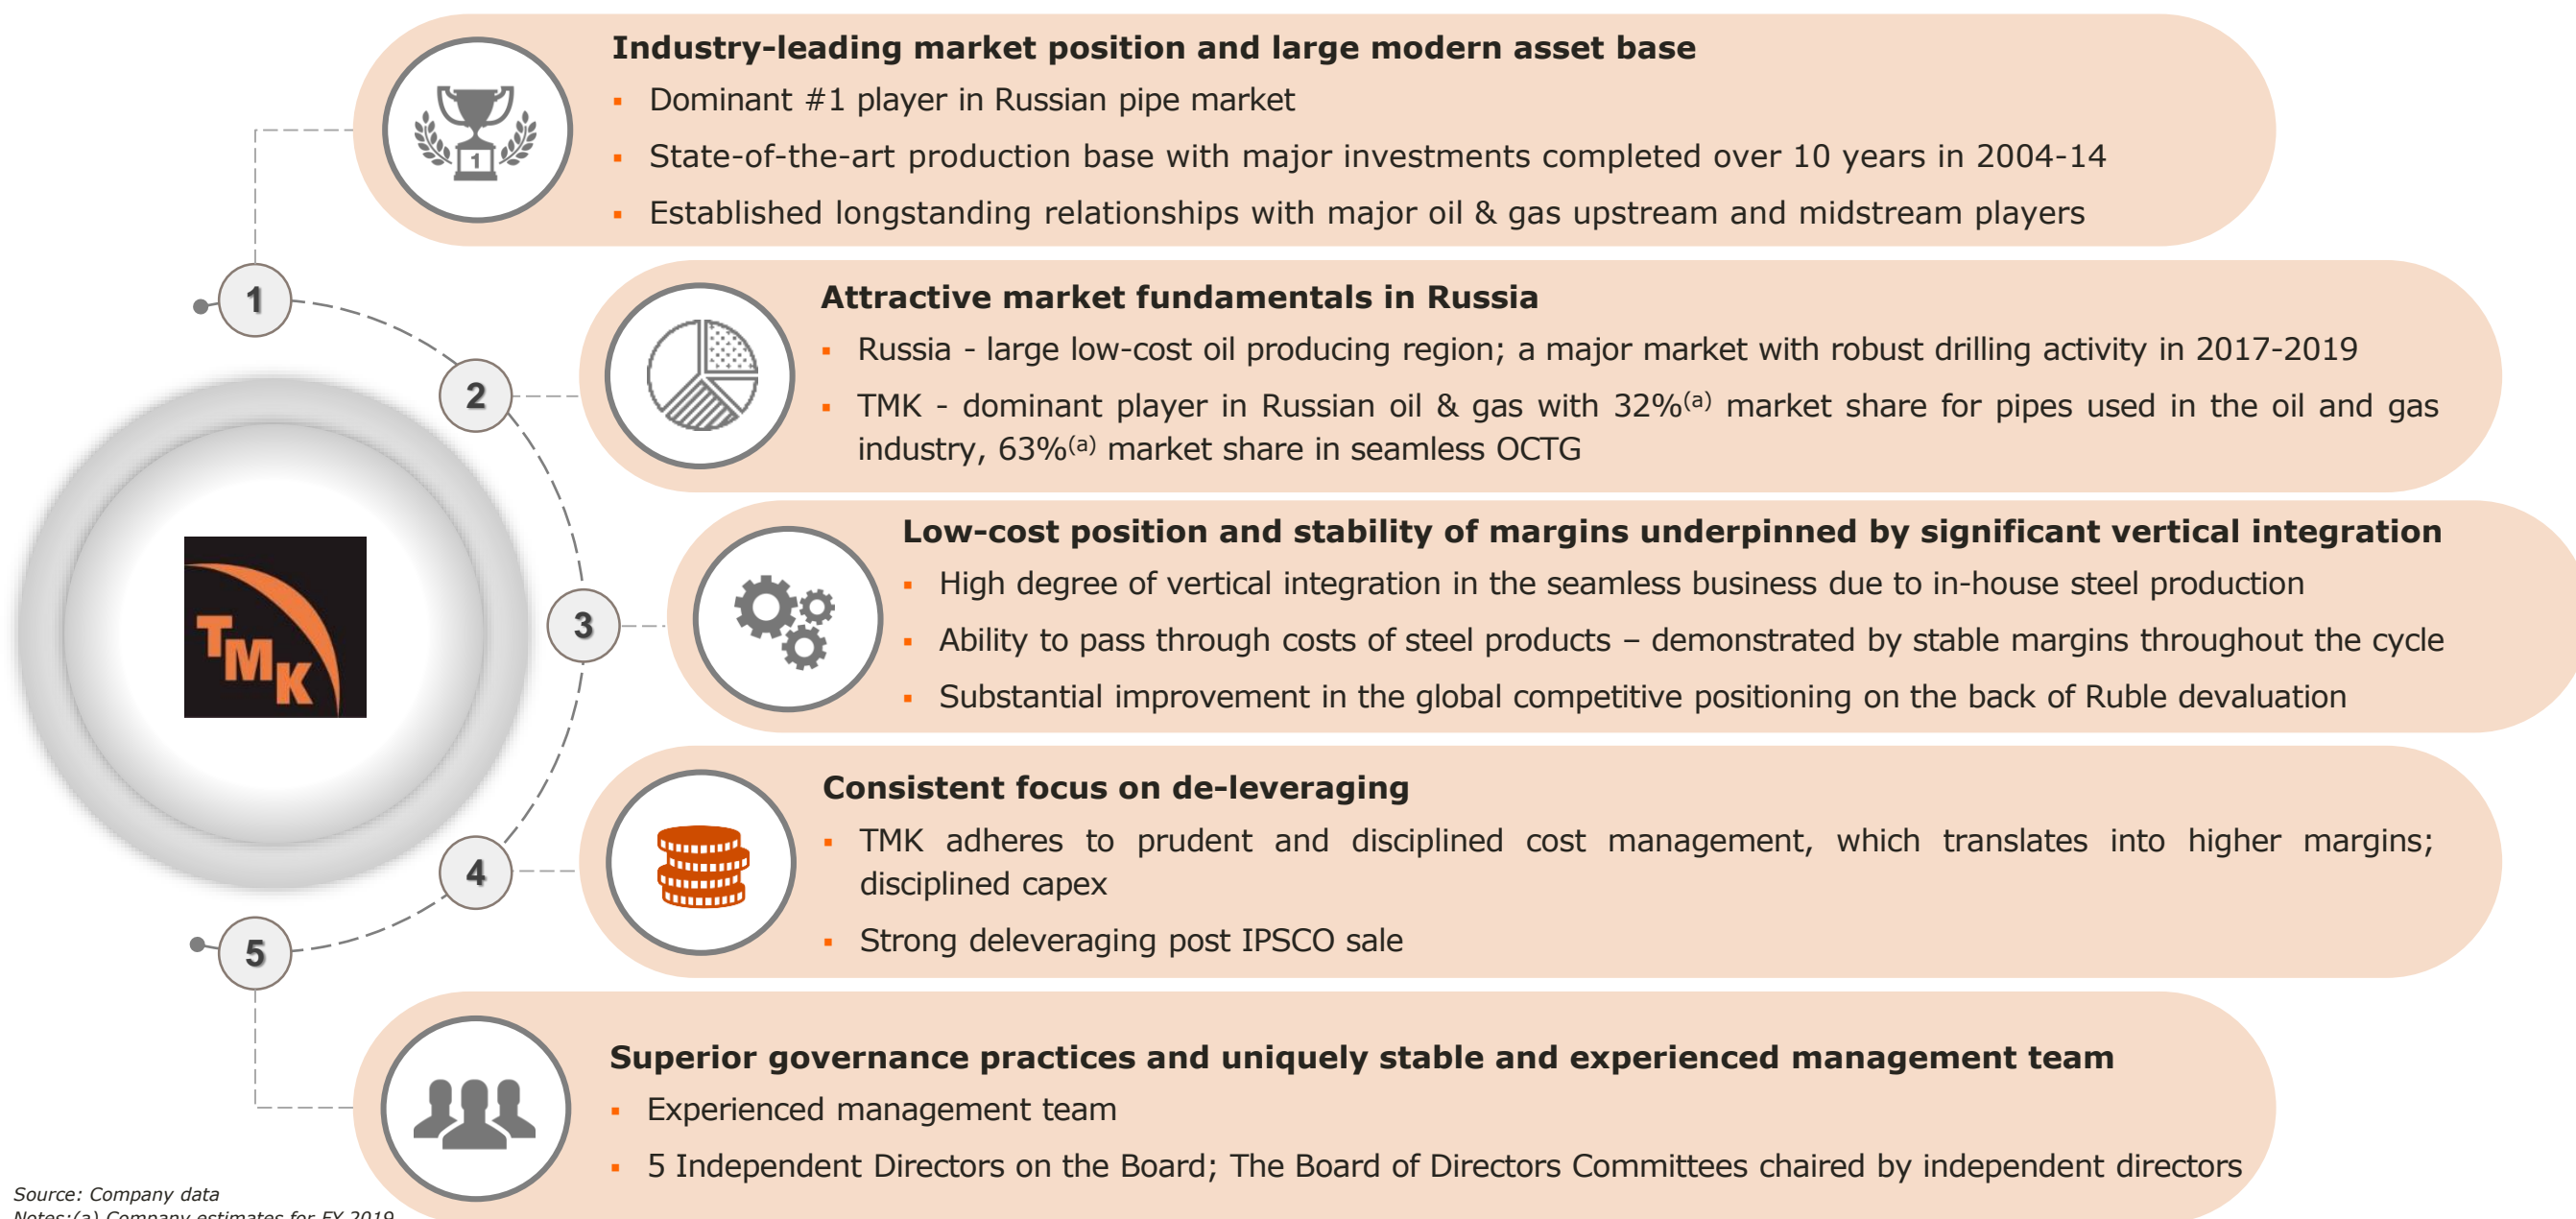 Industry-leading market position and large modern asset base
▪ Dominant #1 player in Russian pipe market
▪ State-of-the-art production base with major investments completed over 10 years in 2004-14
▪ Established longstanding relationships with major oil & gas upstream and midstream players
1
1
Attractive market fundamentals in Russia
▪ Russia - large low-cost oil producing region; a major market with robust drilling activity in 2017-2019
▪ TMK - dominant player in Russian oil & gas with 32%(a) market share for pipes used in the oil and gas
industry, 63%(a) market share in seamless OCTG
2
Low-cost position and stability of margins underpinned by significant vertical integration
▪ High degree of vertical integration in the seamless business due to in-house steel production
▪ Ability to pass through costs of steel products – demonstrated by stable margins throughout the cycle
▪ Substantial improvement in the global competitive positioning on the back of Ruble devaluation
3
TMK
Consistent focus on de-leveraging
▪ TMK adheres to prudent and disciplined cost management, which translates into higher margins;
disciplined capex
▪ Strong deleveraging post IPSCO sale
4
5
Superior governance practices and uniquely stable and experienced management team
▪ Experienced management team
▪ 5 Independent Directors on the Board; The Board of Directors Committees chaired by independent directors
Source: Company data
Notes:(a) Company estimates for FY 2019